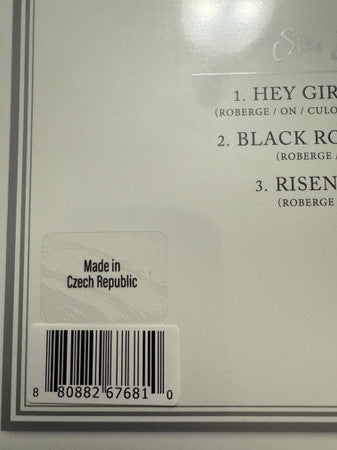 1. HEY GIR
(ROBERGE / ON / CULO
2. BLACK RO
(ROBERGE /
3. RISEN
(ROBERGE
Made in
Czech Republic
8 80882 67681 0